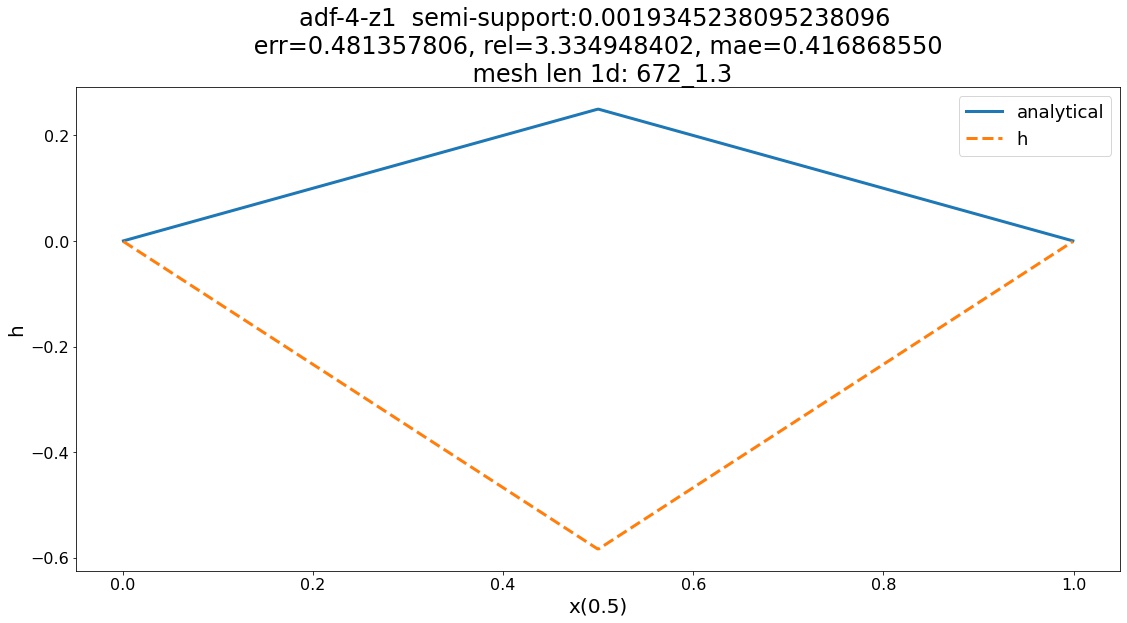 adf-4-z1  semi-support:0.0019345238095238096
err=0.481357806, rel=3.334948402, mae=0.416868550
mesh len 1d: 672_1.3
analytical
h
h
0.2
0.0
−0.2
−0.4
−0.6
0.0 0.2 0.4 0.6 0.8 1.0
x(0.5)